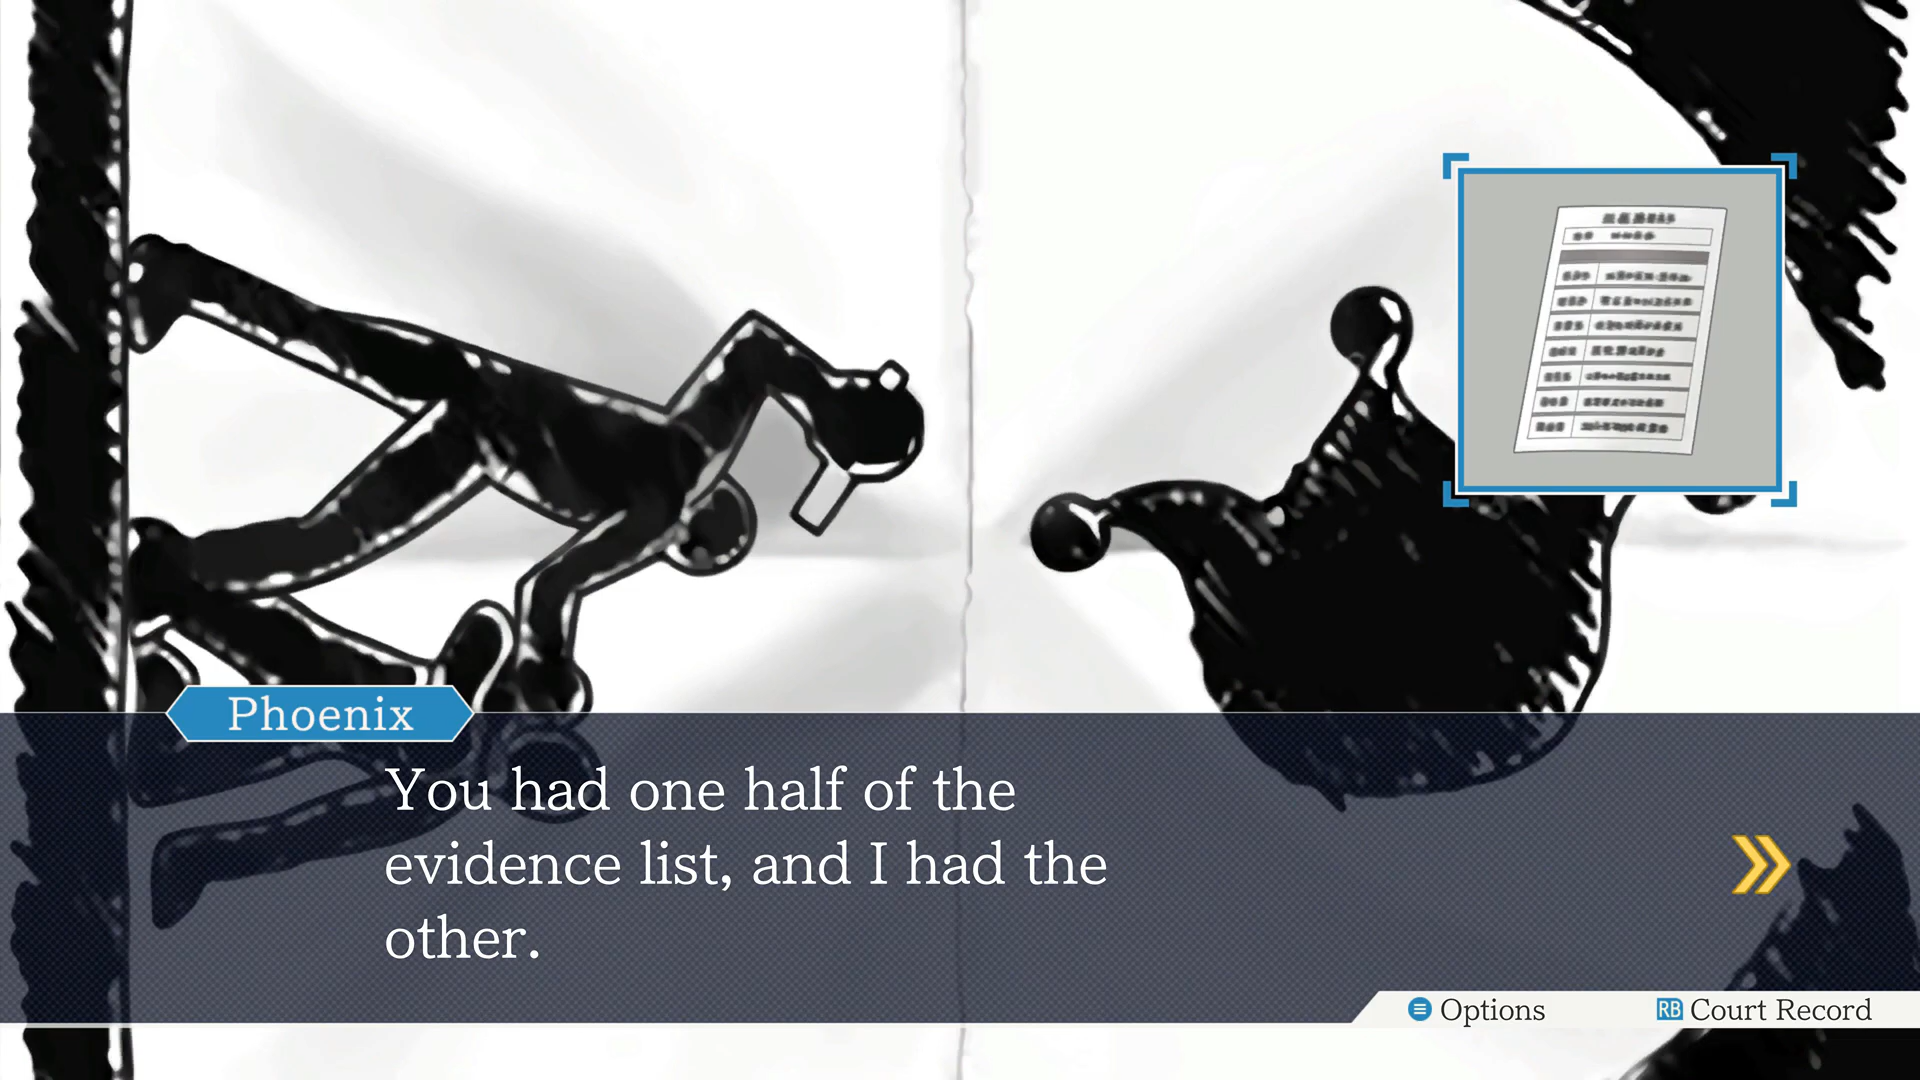 Phoenix
You had one half of the
evidence list, and I had the
other.
Options
RB Court Record